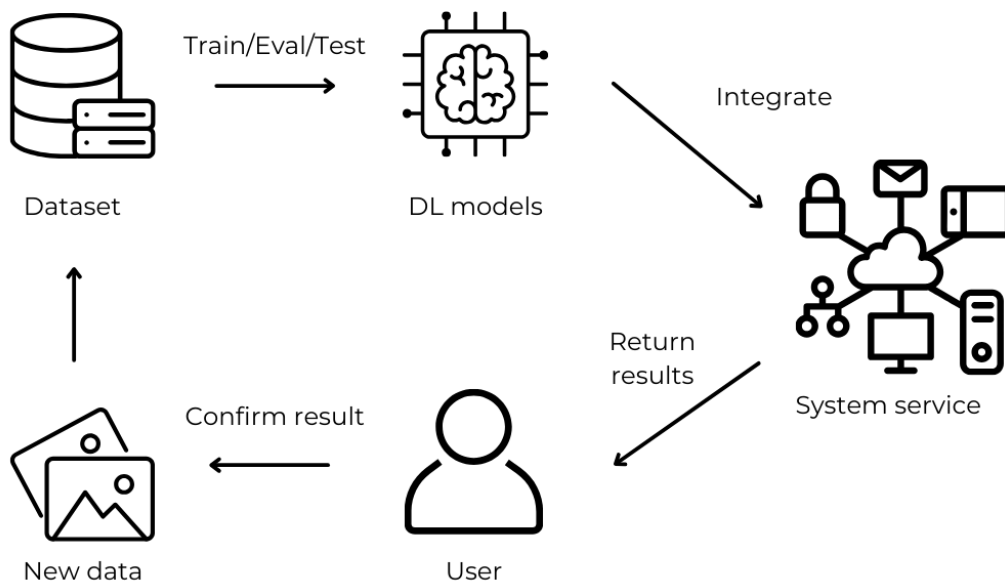 Train/Eval/Test
Integrate
Dataset
DL models
Return
results
System service
Confirm result
New data
User